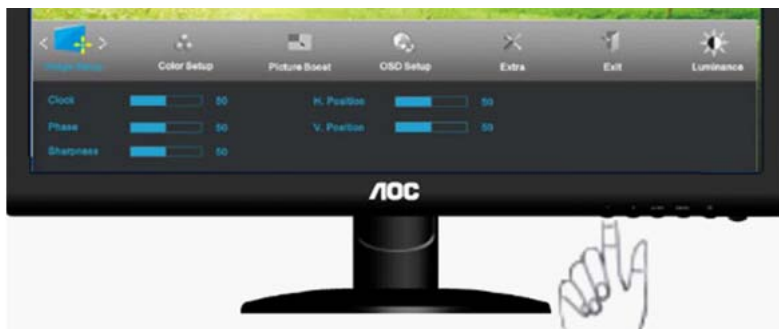 < >
Image Setup Color Setup Picture Boost OSD Setup Extra Exit Luminance
Clock 50 H. Position 50
Phase 50 V. Position 50
Sharpness 50
AOC